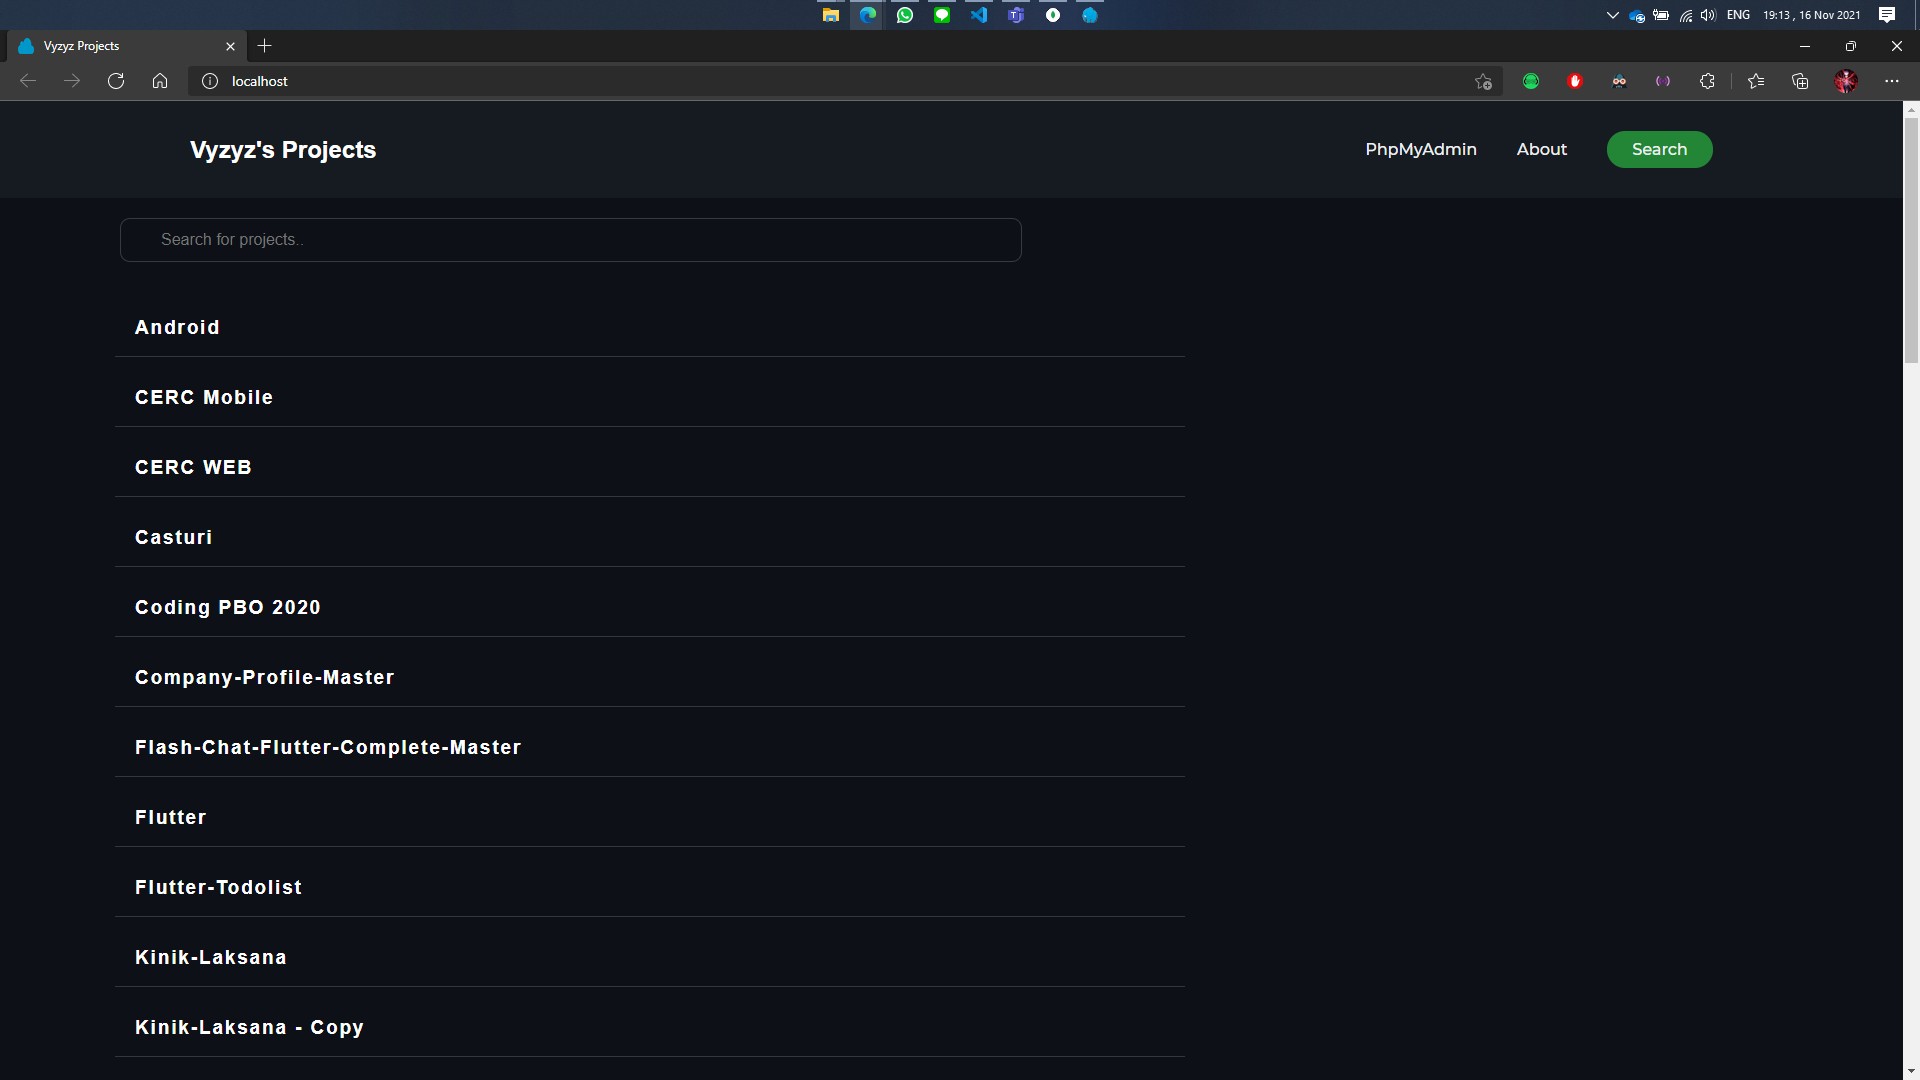 ENG 19:13 , 16 Nov 2021
Vyzyz Projects
localhost
Vyzyz's Projects
PhpMyAdmin About Search
Search for projects..
Android
CERC Mobile
CERC WEB
Casturi
Coding PBO 2020
Company-Profile-Master
Flash-Chat-Flutter-Complete-Master
Flutter
Flutter-Todolist
Kinik-Laksana
Kinik-Laksana - Copy